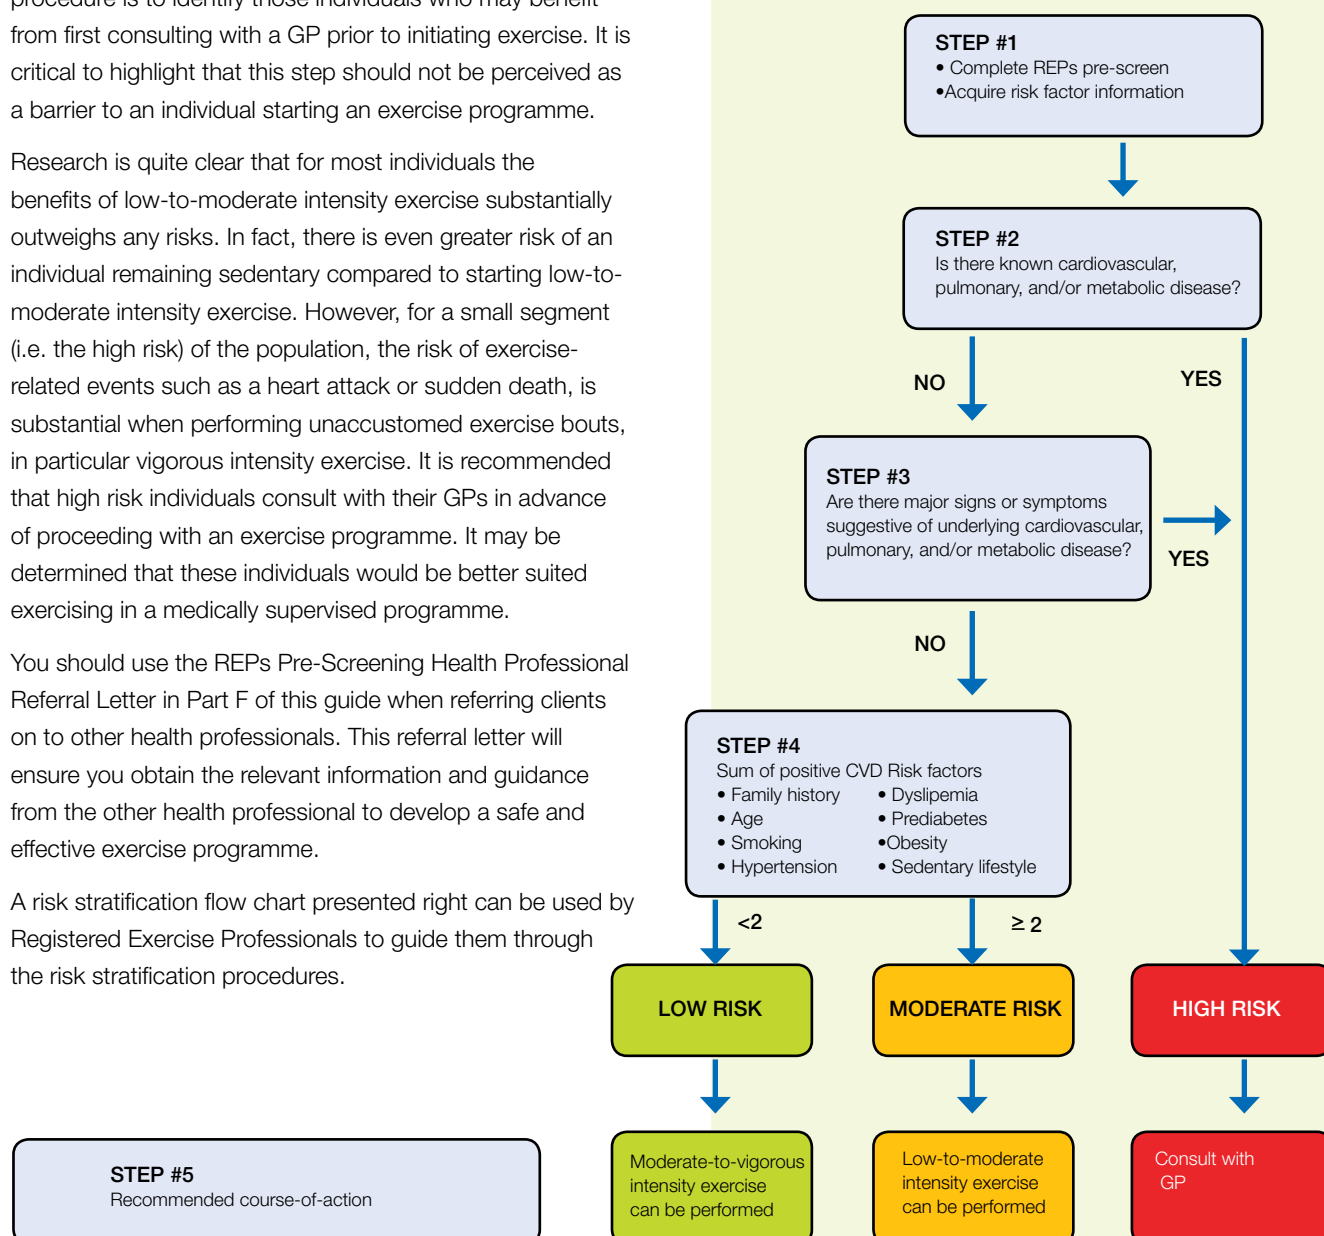 procedure is to identify those individuals who may benefit
from first consulting with a GP prior to initiating exercise. It is
critical to highlight that this step should not be perceived as
a barrier to an individual starting an exercise programme.
Research is quite clear that for most individuals the
benefits of low-to-moderate intensity exercise substantially
outweighs any risks. In fact, there is even greater risk of an
individual remaining sedentary compared to starting low-to-
moderate intensity exercise. However, for a small segment
(i.e. the high risk) of the population, the risk of exercise-
related events such as a heart attack or sudden death, is
substantial when performing unaccustomed exercise bouts,
in particular vigorous intensity exercise. It is recommended
that high risk individuals consult with their GPs in advance
of proceeding with an exercise programme. It may be
determined that these individuals would be better suited
exercising in a medically supervised programme.
You should use the REPs Pre-Screening Health Professional
Referral Letter in Part F of this guide when referring clients
on to other health professionals. This referral letter will
ensure you obtain the relevant information and guidance
from the other health professional to develop a safe and
effective exercise programme.
A risk stratification flow chart presented right can be used by
Registered Exercise Professionals to guide them through
the risk stratification procedures.
STEP #1
• Complete REPs pre-screen
•Acquire risk factor information
STEP #2
Is there known cardiovascular,
pulmonary, and/or metabolic disease?
NO
YES
STEP #3
Are there major signs or symptoms
suggestive of underlying cardiovascular,
pulmonary, and/or metabolic disease?
YES
NO
STEP #4
Sum of positive CVD Risk factors
• Family history
• Age
• Smoking
• Hypertension
• Dyslipemia
• Prediabetes
•Obesity
• Sedentary lifestyle
<2
≥ 2
LOW RISK
MODERATE RISK
HIGH RISK
STEP #5
Recommended course-of-action
Moderate-to-vigorous
intensity exercise
can be performed
Low-to-moderate
intensity exercise
can be performed
Consult with
GP